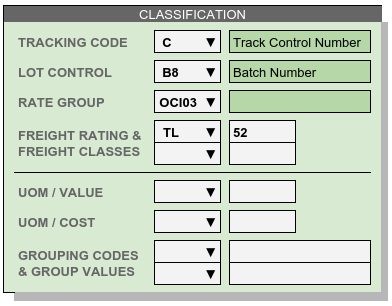 CLASSIFICATION
TRACKING CODE C ▼ Track Control Number
LOT CONTROL B8 ▼ Batch Number
RATE GROUP OCI03 ▼
FREIGHT RATING & TL ▼ 52
FREIGHT CLASSES ▼
UOM / VALUE ▼
UOM / COST ▼
GROUPING CODES ▼
& GROUP VALUES ▼